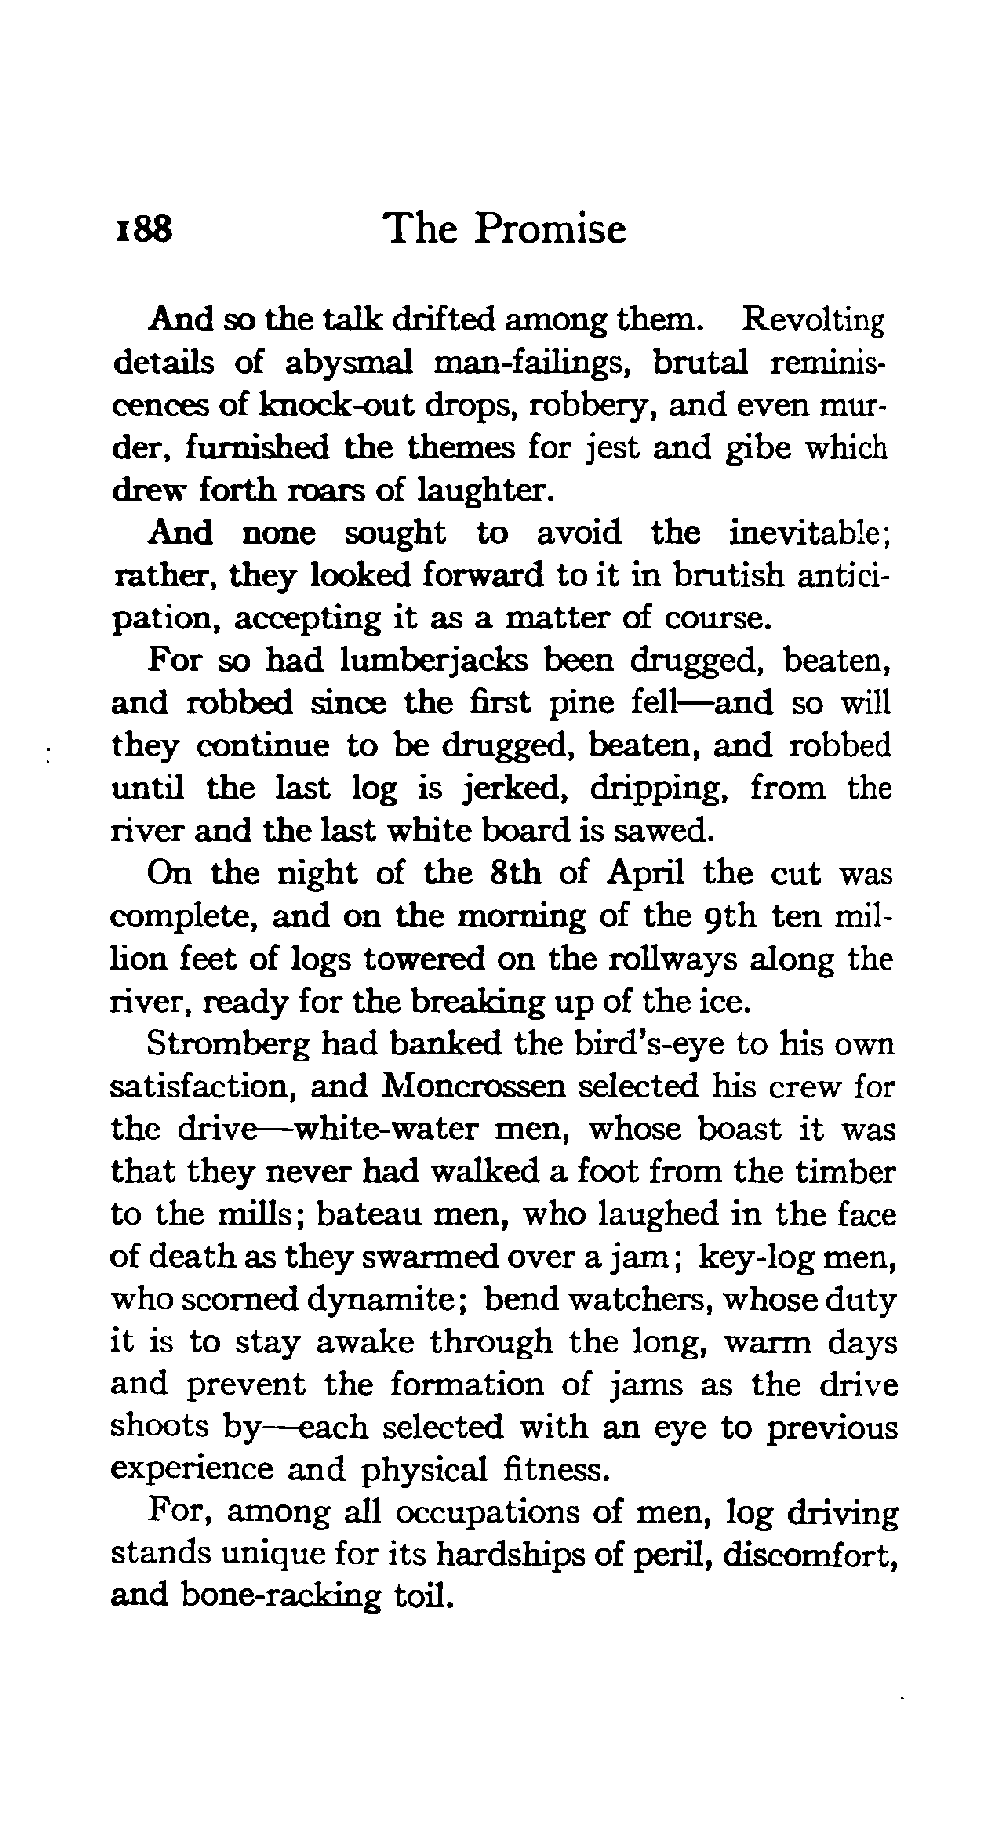 188 The Promise
And so the talk drifted among them. Revolting
details of abysmal man-failings, brutal reminis-
cences of knock-out drops, robbery, and even mur-
der, furnished the themes for jest and gibe which
drew forth roars of laughter.
And none sought to avoid the inevitable;
rather, they looked forward to it in brutish antici-
pation, accepting it as a matter of course.
For so had lumberjacks been drugged, beaten,
and robbed since the first pine fell—and so will
they continue to be drugged, beaten, and robbed
until the last log is jerked, dripping, from the
river and the last white board is sawed.
On the night of the 8th of April the cut was
complete, and on the morning of the 9th ten mil-
lion feet of logs towered on the rollways along the
river, ready for the breaking up of the ice.
Stromberg had banked the bird's-eye to his own
satisfaction, and Moncrossen selected his crew for
the drive—white-water men, whose boast it was
that they never had walked a foot from the timber
to the mills; bateau men, who laughed in the face
of death as they swarmed over a jam; key-log men,
who scorned dynamite; bend watchers, whose duty
it is to stay awake through the long, warm days
and prevent the formation of jams as the drive
shoots by—each selected with an eye to previous
experience and physical fitness.
For, among all occupations of men, log driving
stands unique for its hardships of peril, discomfort,
and bone-racking toil.